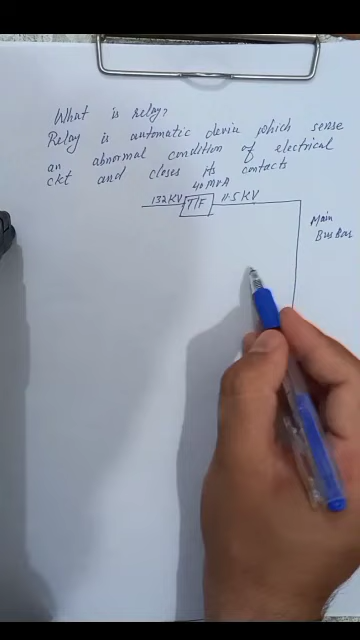 What is relay?
Relay is automatic device which sense
an abnormal condition of electrical
ckt and closes its contacts
40 MVA
132 KV T/F 11.5 KV
Main
Bus Bar